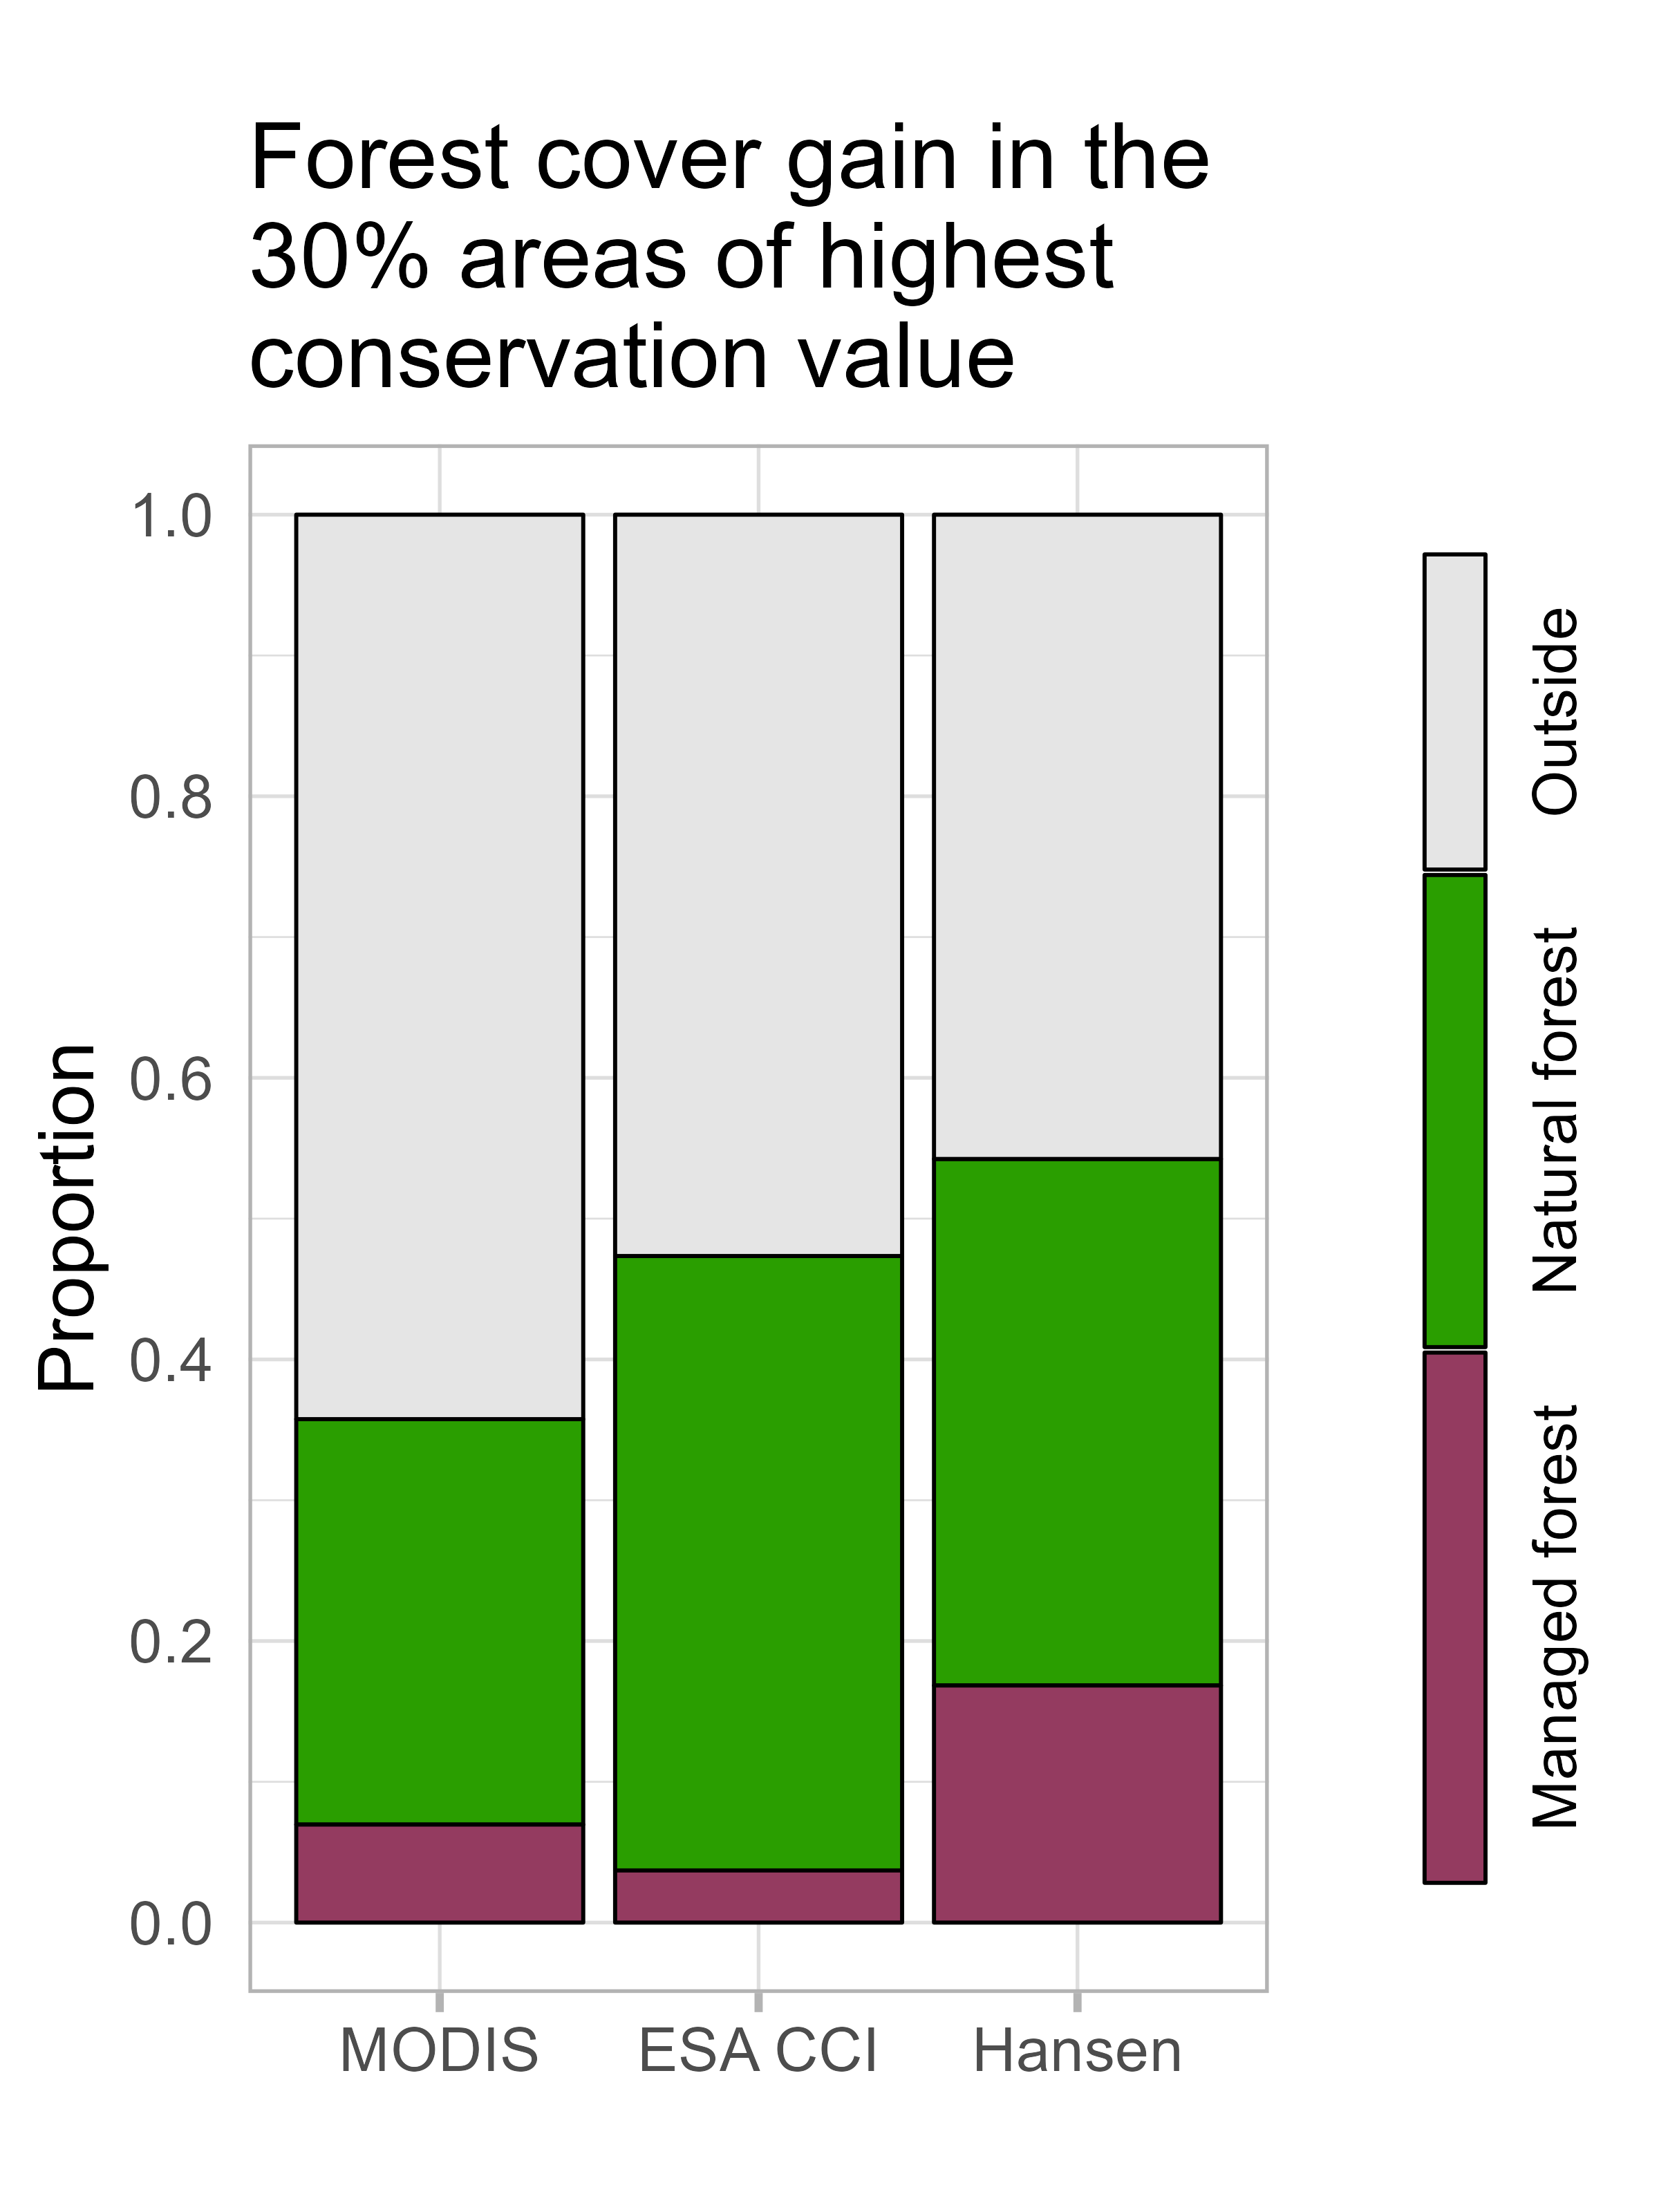 Forest cover gain in the
30% areas of highest
conservation value
Proportion
1.0
0.8
0.6
0.4
0.2
0.0
MODIS
ESA CCI
Hansen
Outside
Natural forest
Managed forest